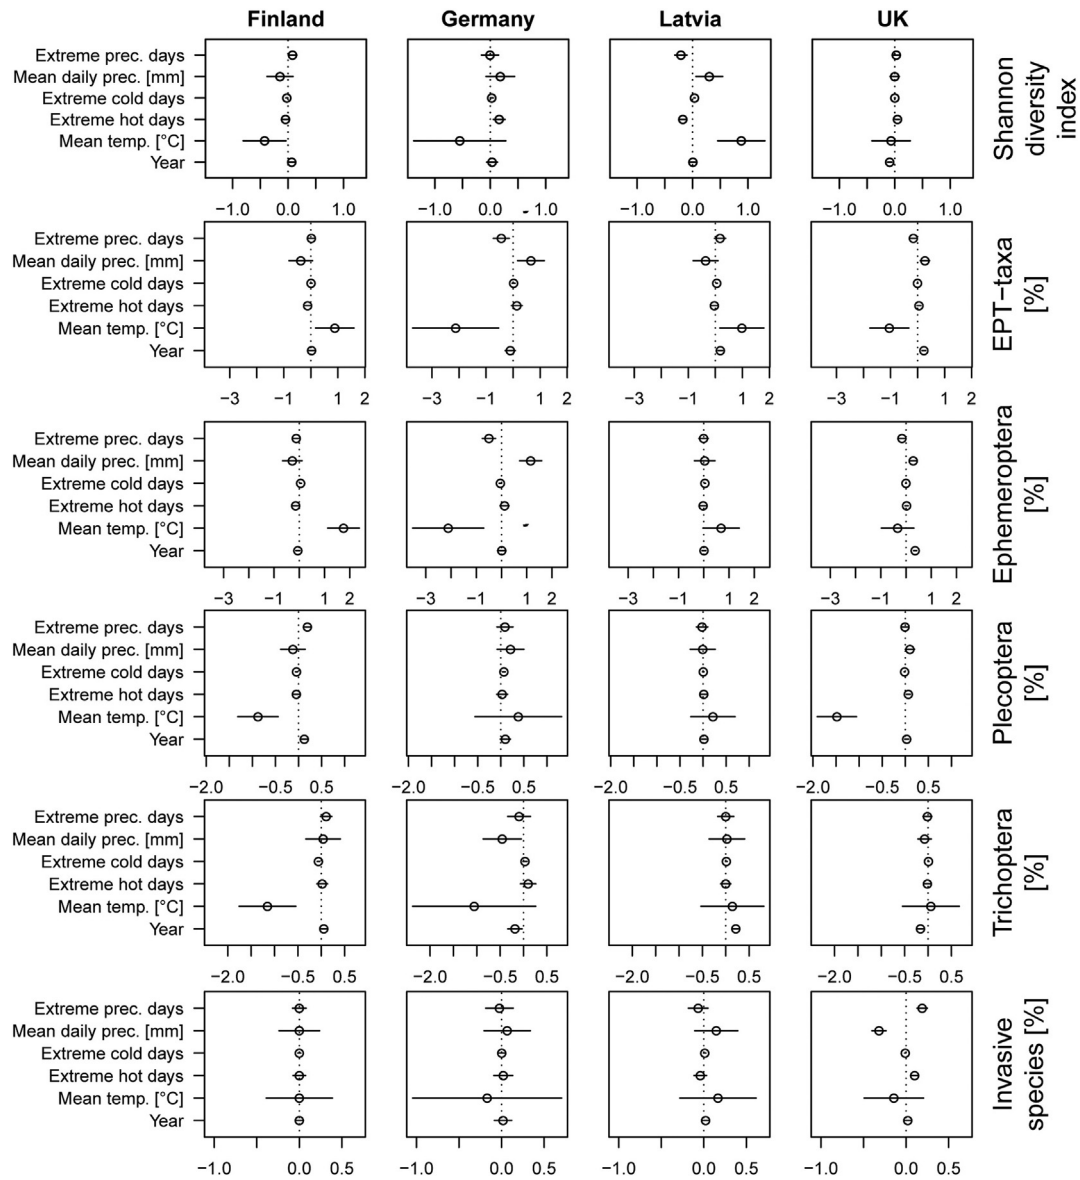 Finland Germany Latvia UK
Extreme prec. days
Mean daily prec. [mm]
Extreme cold days
Extreme hot days
Mean temp. [°C]
Year
Shannon
diversity
index
−1.0 0.0 1.0 −1.0 0.0 1.0 −1.0 0.0 1.0 −1.0 0.0 1.0
Extreme prec. days
Mean daily prec. [mm]
Extreme cold days
Extreme hot days
Mean temp. [°C]
Year
EPT−taxa
[%]
−3 −1 1 2 −3 −1 1 2 −3 −1 1 2 −3 −1 1 2
Extreme prec. days
Mean daily prec. [mm]
Extreme cold days
Extreme hot days
Mean temp. [°C]
Year
Ephemeroptera
[%]
−3 −1 1 2 −3 −1 1 2 −3 −1 1 2 −3 −1 1 2
Extreme prec. days
Mean daily prec. [mm]
Extreme cold days
Extreme hot days
Mean temp. [°C]
Year
Plecoptera
[%]
−2.0 −0.5 0.5 −2.0 −0.5 0.5 −2.0 −0.5 0.5 −2.0 −0.5 0.5
Extreme prec. days
Mean daily prec. [mm]
Extreme cold days
Extreme hot days
Mean temp. [°C]
Year
Trichoptera
[%]
−2.0 −0.5 0.5 −2.0 −0.5 0.5 −2.0 −0.5 0.5 −2.0 −0.5 0.5
Extreme prec. days
Mean daily prec. [mm]
Extreme cold days
Extreme hot days
Mean temp. [°C]
Year
Invasive
species [%]
−1.0 0.0 0.5 −1.0 0.0 0.5 −1.0 0.0 0.5 −1.0 0.0 0.5